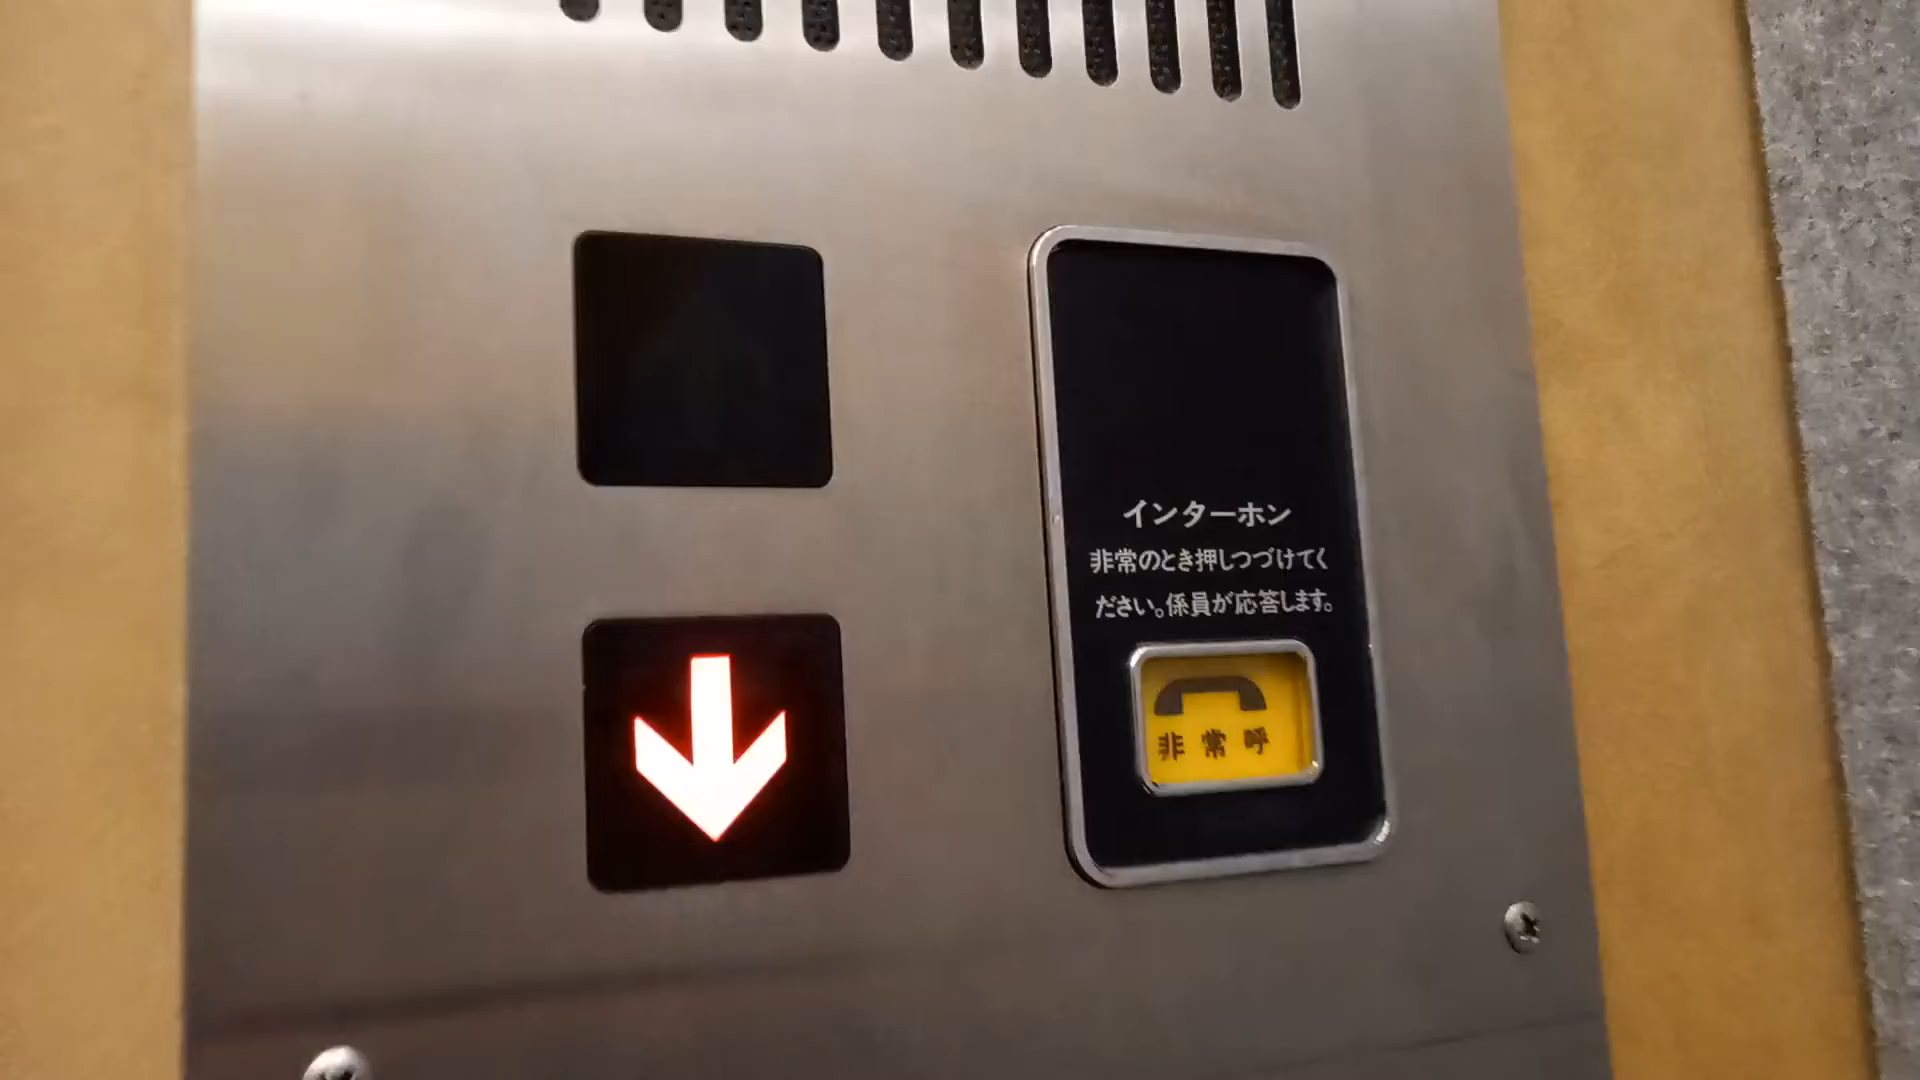 インターホン
非常のとき押しつづけてく
ださい。係員が応答します。
非常呼